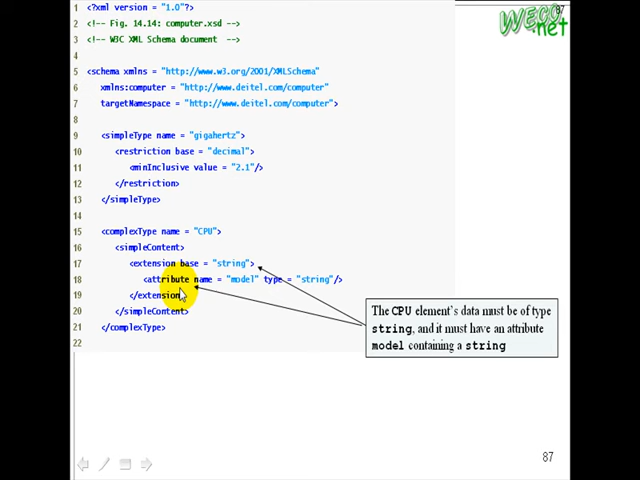 1 <?xml version = "1.0"?>
2 <!-- Fig. 14.14: computer.xsd -->
3 <!-- W3C XML Schema document -->
4
5 <schema xmlns = "http://www.w3.org/2001/XMLSchema"
6 xmlns:computer = "http://www.deitel.com/computer"
7 targetNamespace = "http://www.deitel.com/computer">
8
9 <simpleType name = "gigahertz">
10 <restriction base = "decimal">
11 <minInclusive value = "2.1"/>
12 </restriction>
13 </simpleType>
14
15 <complexType name = "CPU">
16 <simpleContent>
17 <extension base = "string">
18 <attribute name = "model" type = "string"/>
19 </extension>
20 </simpleContent>
21 </complexType>
22
The CPU element's data must be of type
string, and it must have an attribute
model containing a string
87
87
WECO
.net